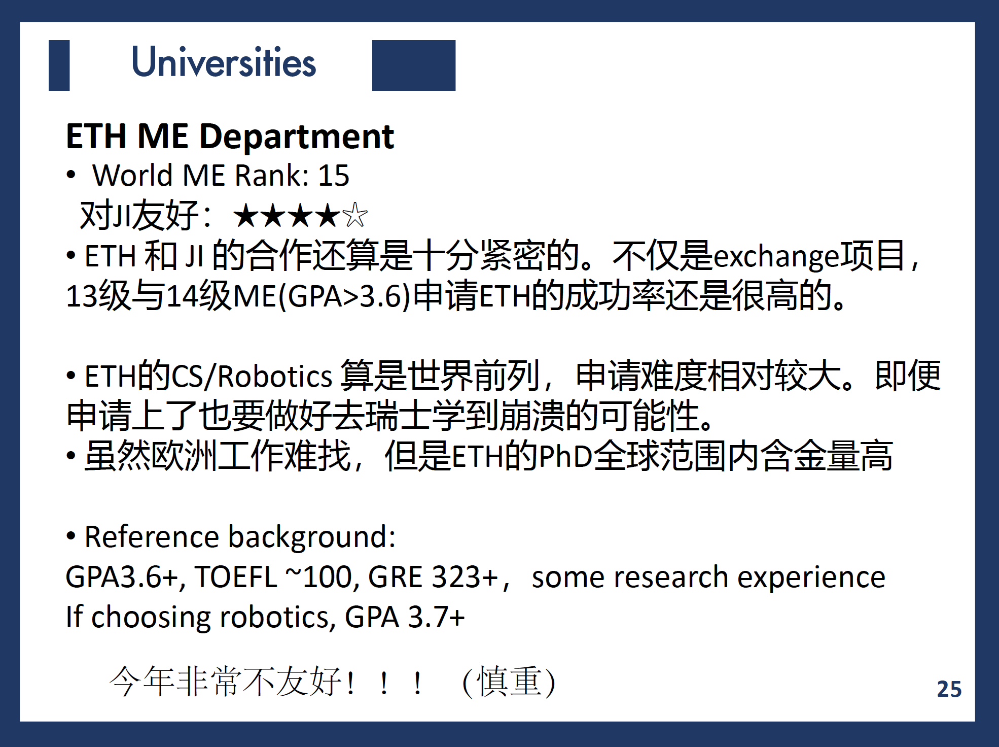 Universities
ETH ME Department
• World ME Rank: 15
对JI友好：★★★★☆
• ETH 和 JI 的合作还算是十分紧密的。不仅是exchange项目，
13级与14级ME(GPA>3.6)申请ETH的成功率还是很高的。
• ETH的CS/Robotics 算是世界前列，申请难度相对较大。即便
申请上了也要做好去瑞士学到崩溃的可能性。
• 虽然欧洲工作难找，但是ETH的PhD全球范围内含金量高
• Reference background:
GPA3.6+, TOEFL ~100, GRE 323+，some research experience
If choosing robotics, GPA 3.7+
今年非常不友好！！！（慎重）
25